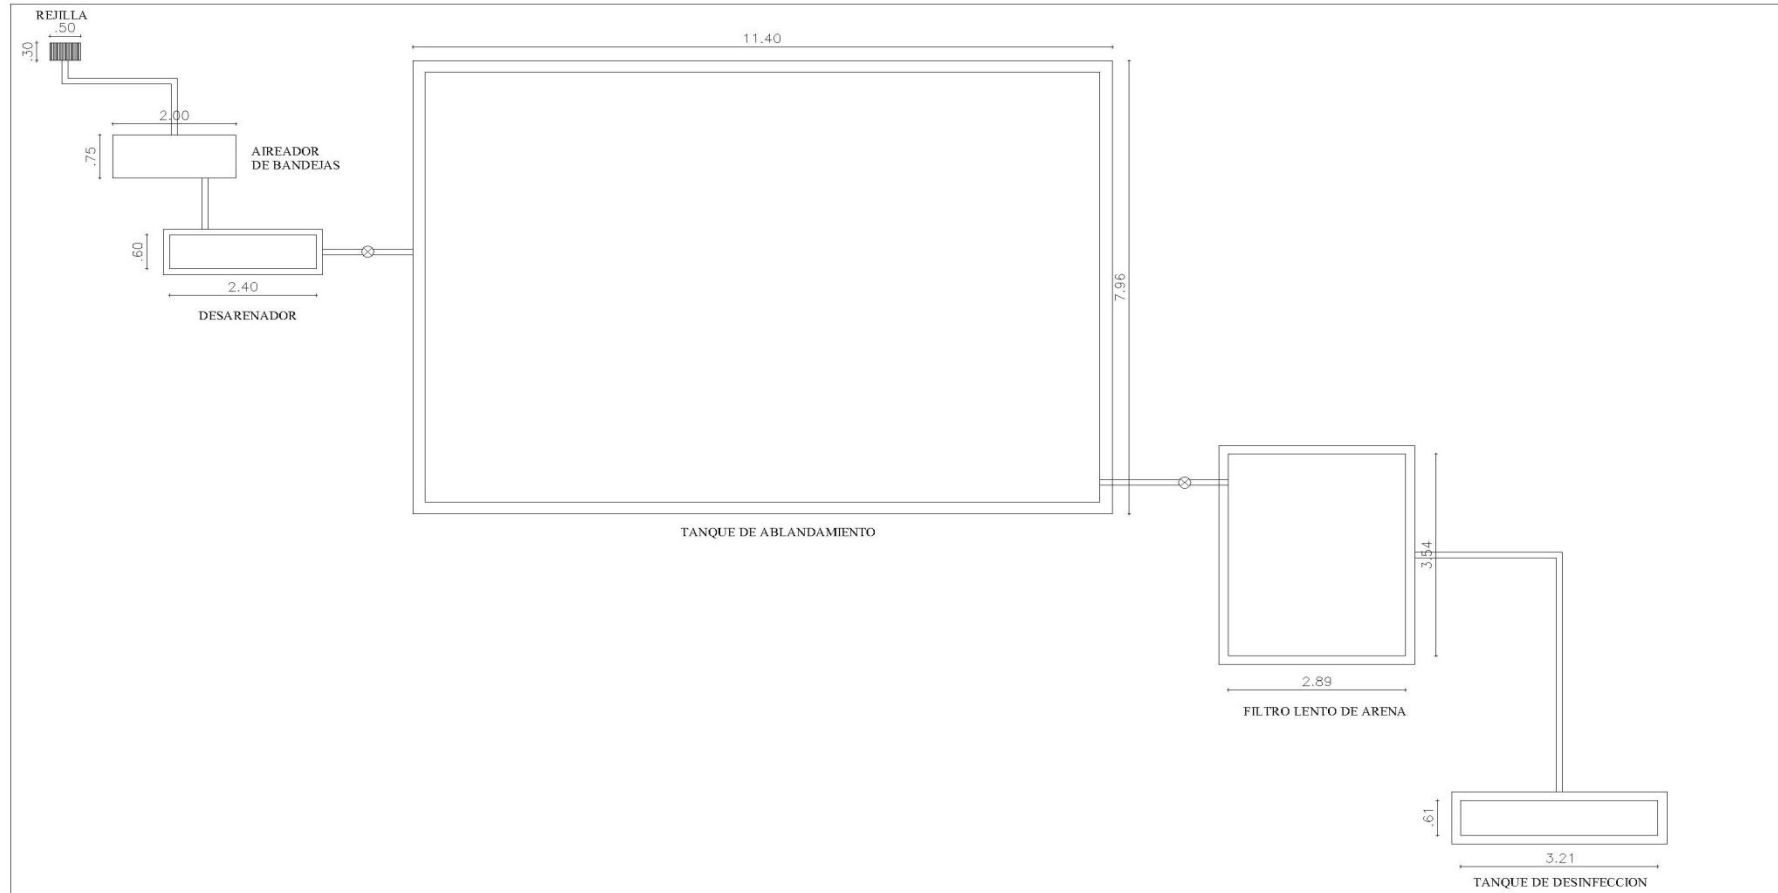 REJILLA
.50
.30
2.00
.75
AIREADOR
DE BANDEJAS
.60
2.40
DESARENADOR
11.40
7.96
TANQUE DE ABLANDAMIENTO
3.54
2.89
FILTRO LENTO DE ARENA
.61
3.21
TANQUE DE DESINFECCION